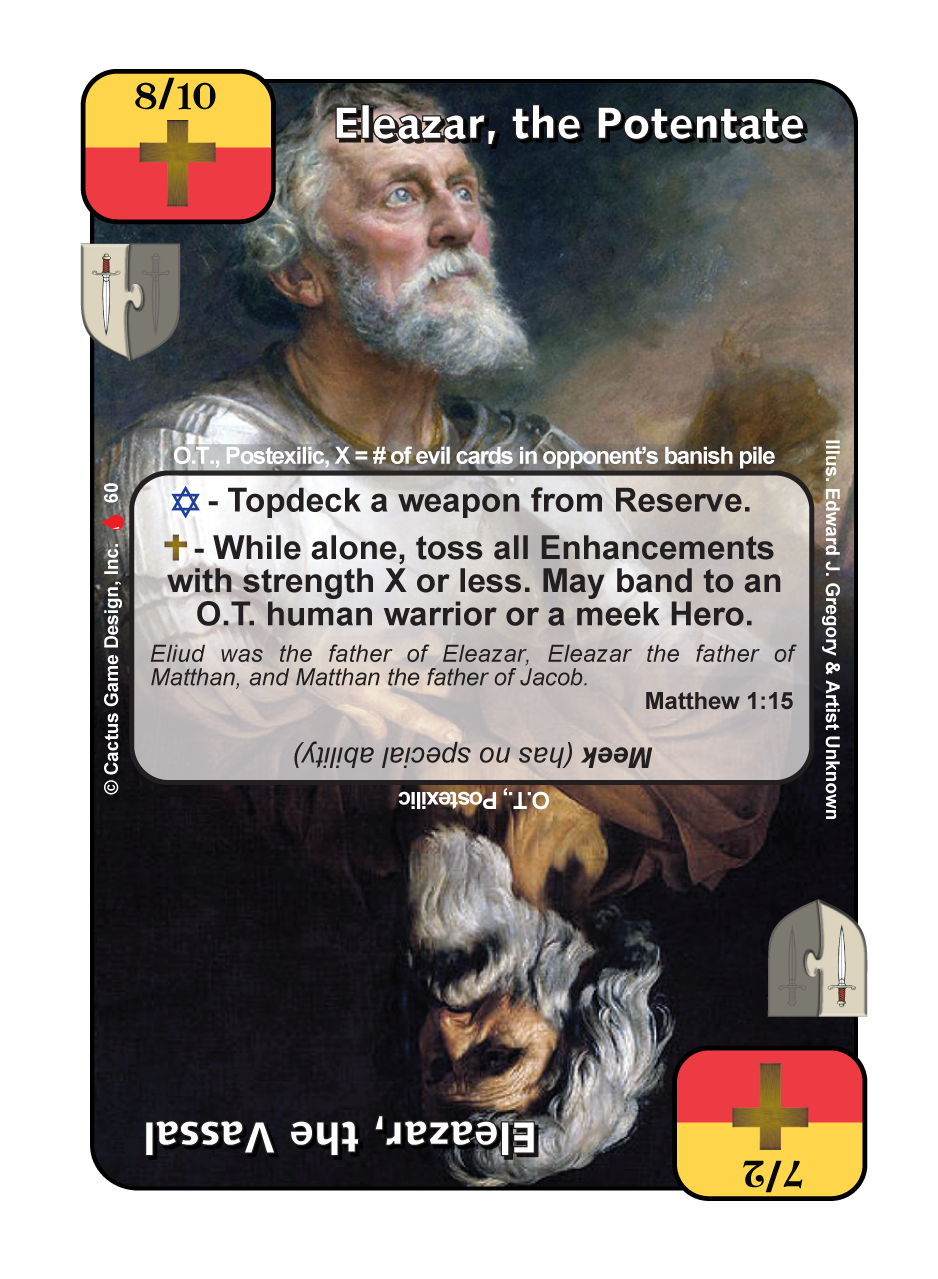 8/10
Eleazar, the Potentate
O.T., Postexilic, X = # of evil cards in opponent's banish pile
✡ - Topdeck a weapon from Reserve.
✝ - While alone, toss all Enhancements
with strength X or less. May band to an
O.T. human warrior or a meek Hero.
Eliud was the father of Eleazar, Eleazar the father of
Matthan, and Matthan the father of Jacob.
Matthew 1:15
Meek (has no special ability)
O.T., Postexilic
© Cactus Game Design, Inc. 60
Illus. Edward J. Gregory & Artist Unknown
Eleazar, the Vassal
7/2